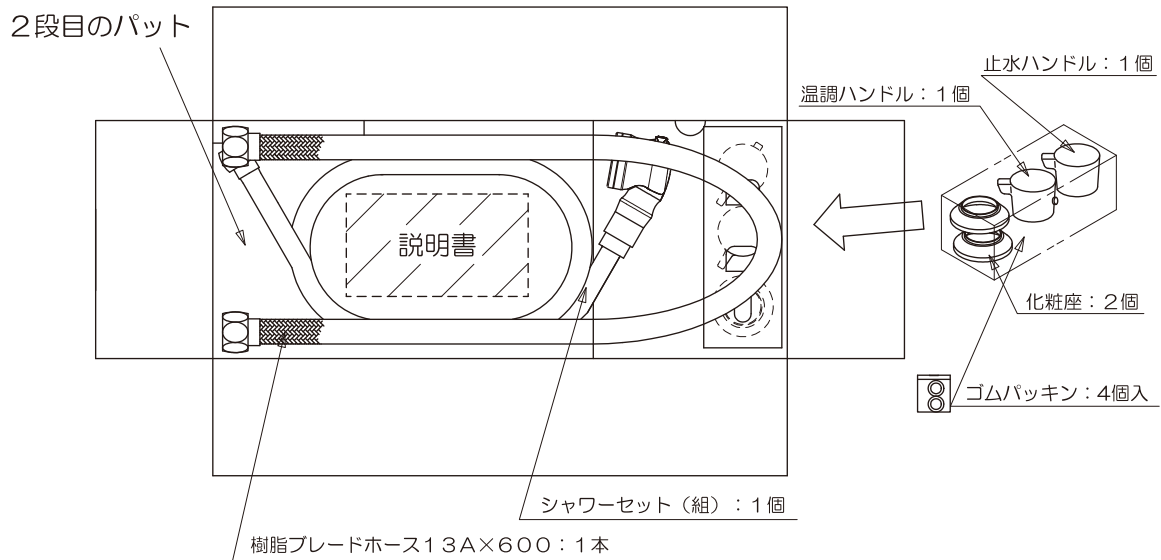 ２段目のパット
止水ハンドル：１個
温調ハンドル：１個
説明書
化粧座：２個
ゴムパッキン：4個入
シャワーセット（組）：１個
樹脂ブレードホース１３Ａ×６００：１本